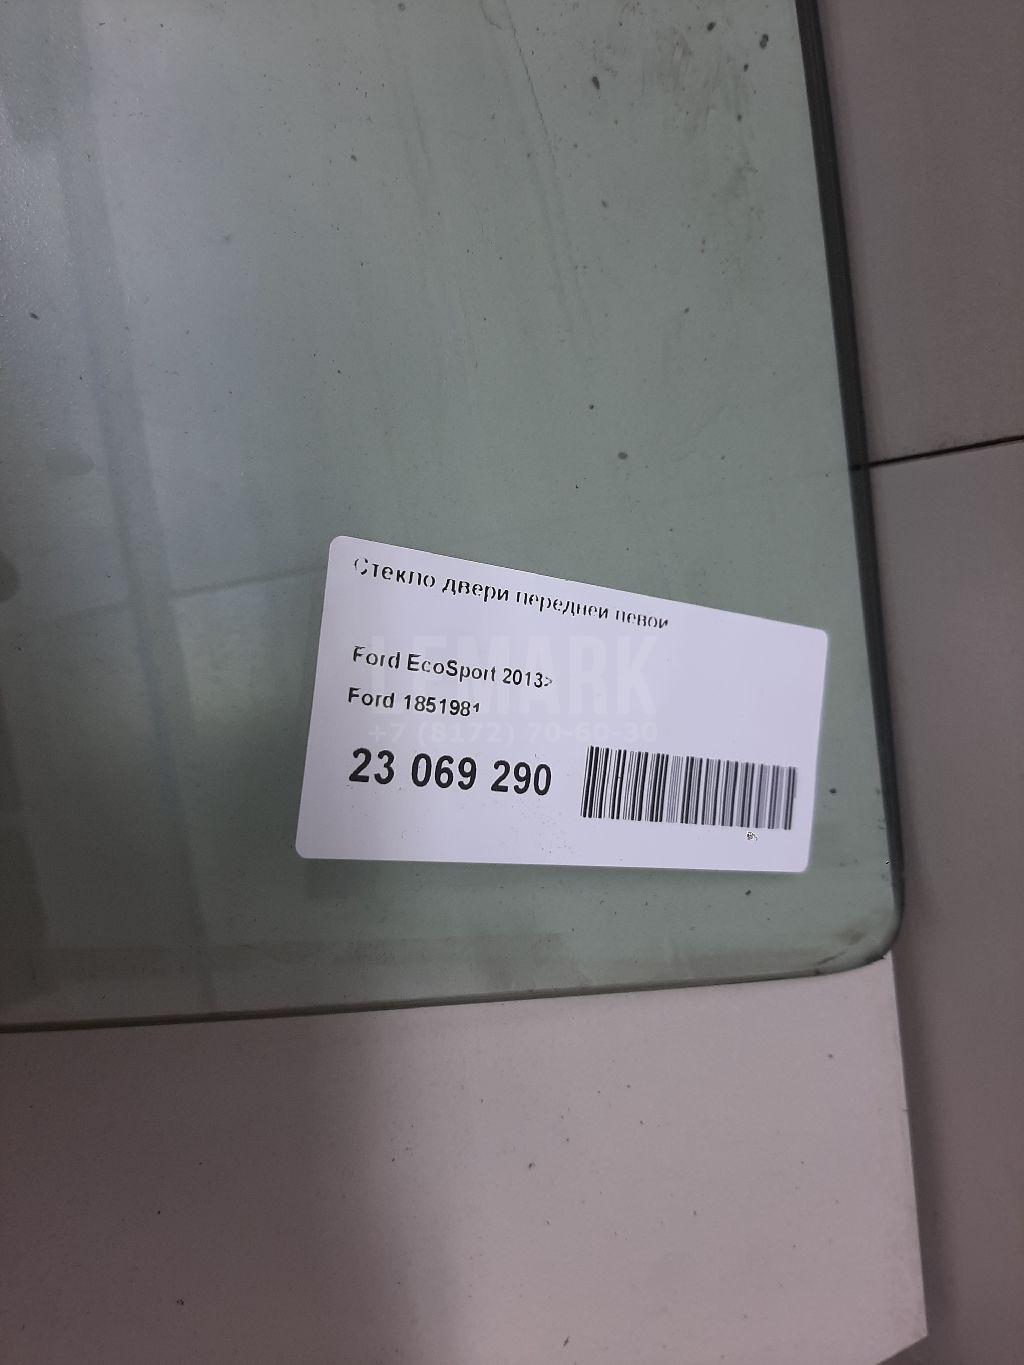 Стекло двери передней левой
Ford EcoSport 2013>
Ford 1851981
LEMARK
+7 (8172) 70-60-30
23 069 290